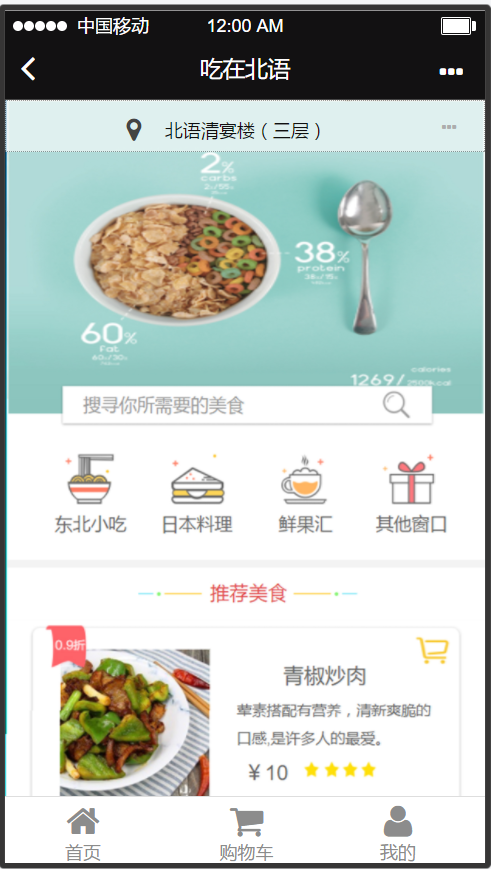 中国移动 12:00 AM
吃在北语
北语清宴楼（三层）
2%
carbs
38%
protein
60%
Fat
calories
1269/2500kcal
搜寻你所需要的美食
东北小吃 日本料理 鲜果汇 其他窗口
推荐美食
0.9折
青椒炒肉
荤素搭配有营养，清新爽脆的
口感,是许多人的最爱。
¥ 10
首页 购物车 我的